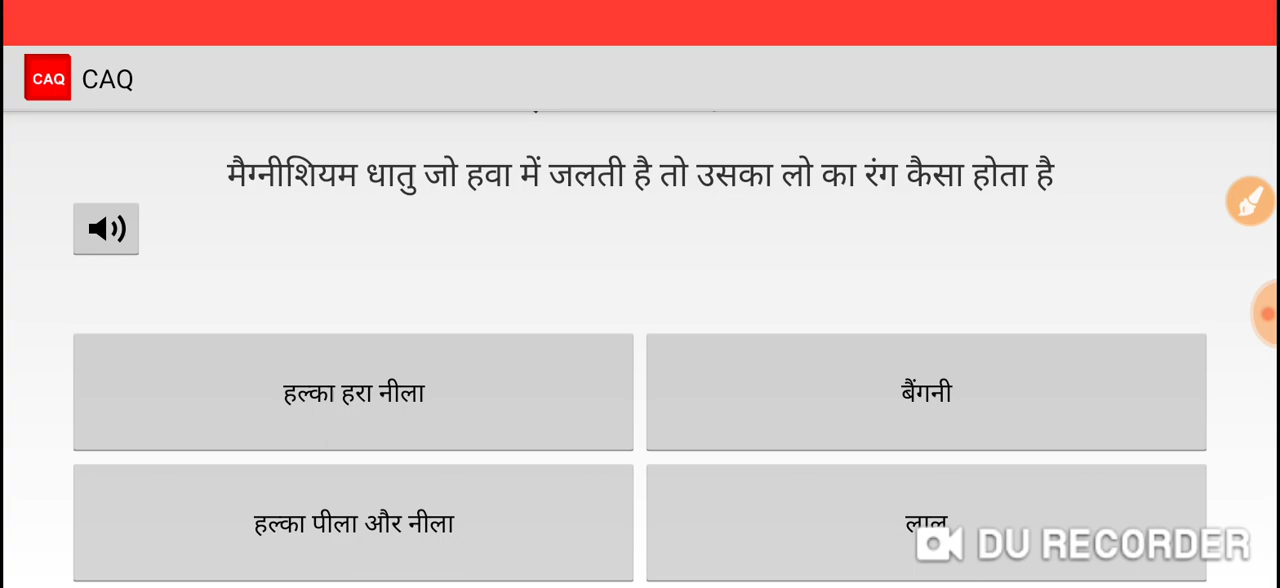 CAQ CAQ
मैग्नीशियम धातु जो हवा में जलती है तो उसका लो का रंग कैसा होता है
हल्का हरा नीला
बैंगनी
हल्का पीला और नीला
लाल
DU RECORDER